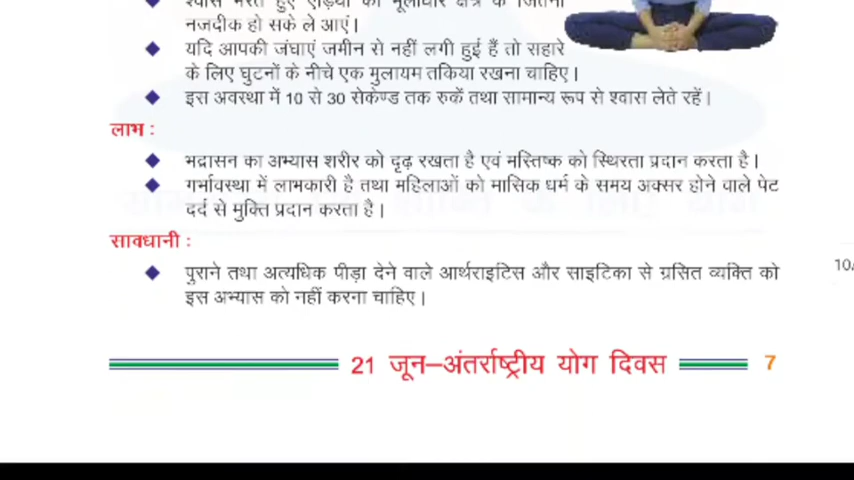 श्वास भरते हुए एड़ियों को मूलाधार क्षेत्र के जितना
नजदीक हो सके ले आएं।
यदि आपकी जंघाएं जमीन से नहीं लगी हुई हैं तो सहारे
के लिए घुटनों के नीचे एक मुलायम तकिया रखना चाहिए।
इस अवस्था में 10 से 30 सेकेण्ड तक रुकें तथा सामान्य रूप से श्वास लेते रहें।
लाभ :
भद्रासन का अभ्यास शरीर को दृढ़ रखता है एवं मस्तिष्क को स्थिरता प्रदान करता है।
गर्भावस्था में लाभकारी है तथा महिलाओं को मासिक धर्म के समय अक्सर होने वाले पेट
दर्द से मुक्ति प्रदान करता है।
सावधानी :
पुराने तथा अत्यधिक पीड़ा देने वाले आर्थराइटिस और साइटिका से ग्रसित व्यक्ति को
इस अभ्यास को नहीं करना चाहिए।
21 जून–अंतर्राष्ट्रीय योग दिवस 7